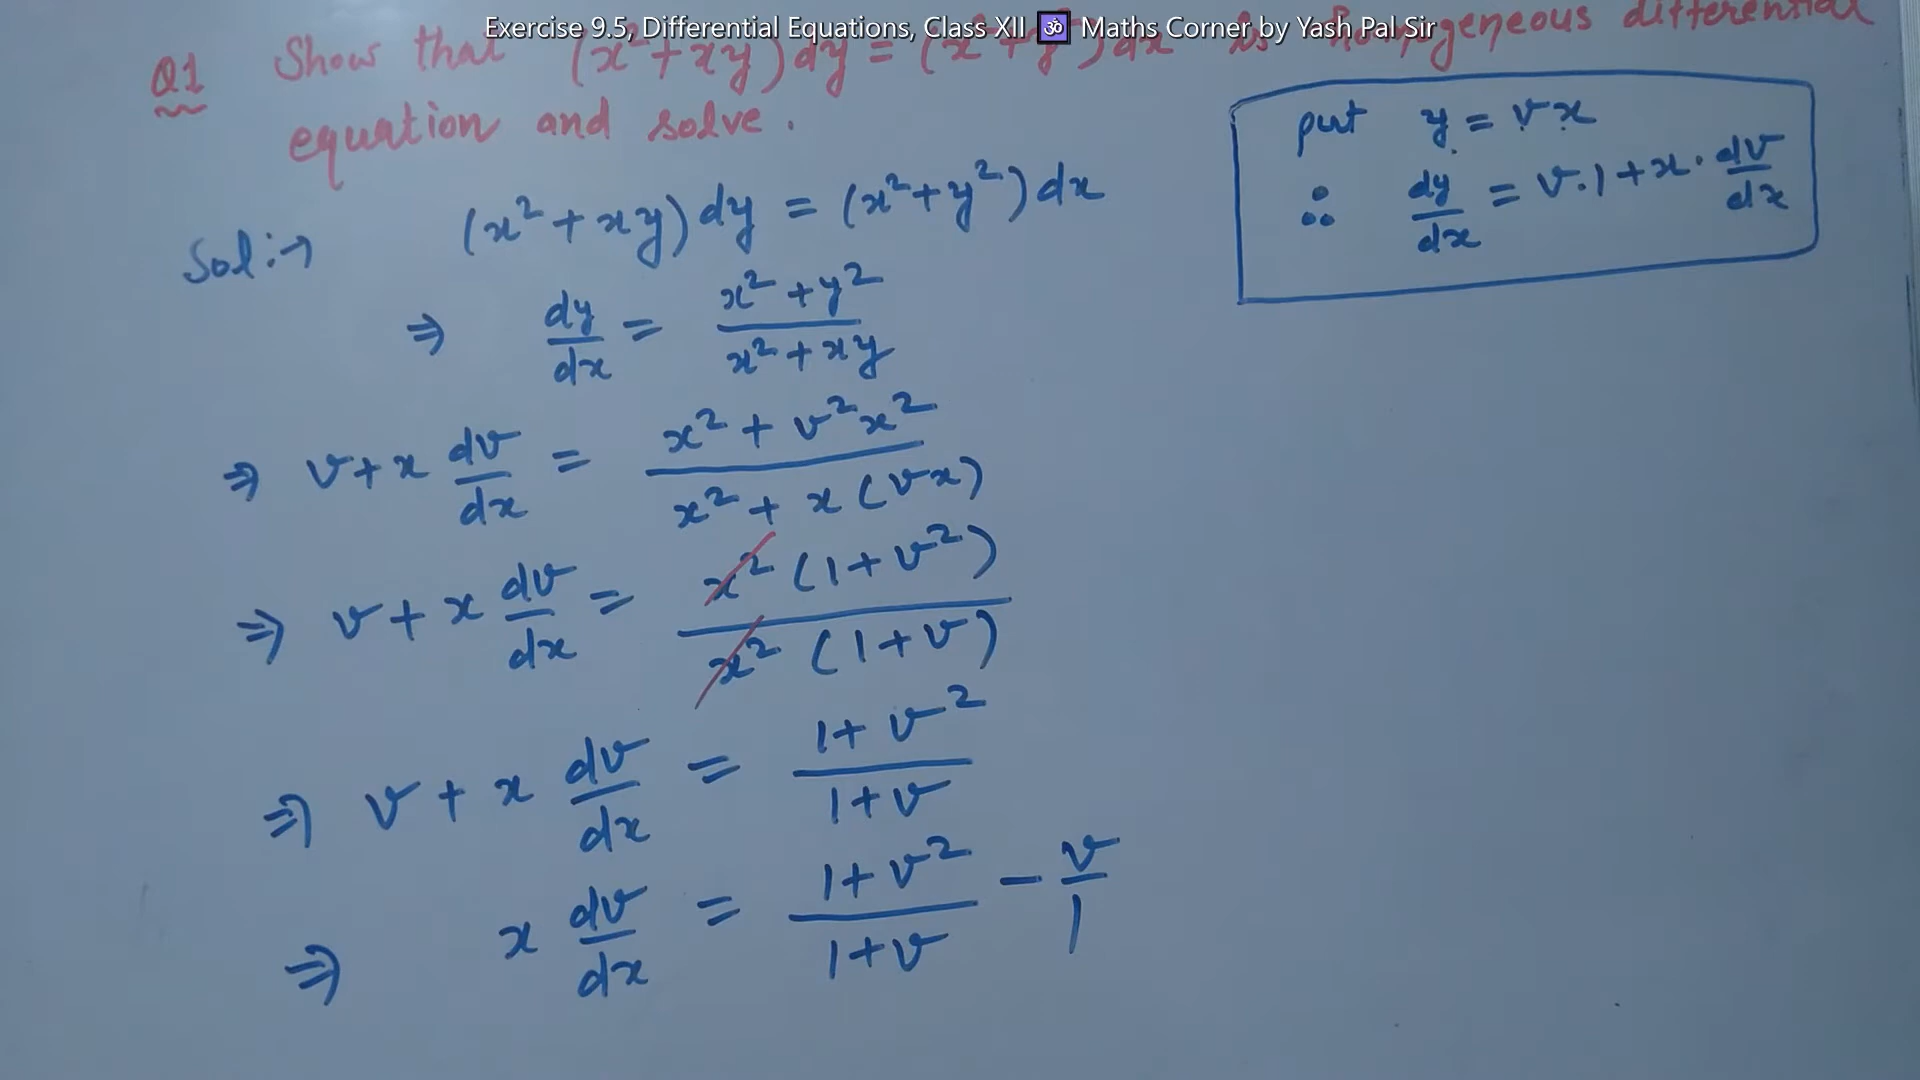 Exercise 9.5, Differential Equations, Class XII 🕉 Maths Corner by Yash Pal Sir
Q1 Show that (x²+xy)dy = (x²+y²)dx is homogeneous differential
equation and solve.
put y = vx
∴ dy/dx = v.1 + x.dv/dx
Sol:→ (x²+xy)dy = (x²+y²)dx
⇒ dy/dx = (x²+y²)/(x²+xy)
⇒ v+x dv/dx = (x²+v²x²)/(x²+x(vx))
⇒ v+x dv/dx = x²(1+v²)/x²(1+v)
⇒ v+x dv/dx = (1+v²)/(1+v)
⇒ x dv/dx = (1+v²)/(1+v) - v/1